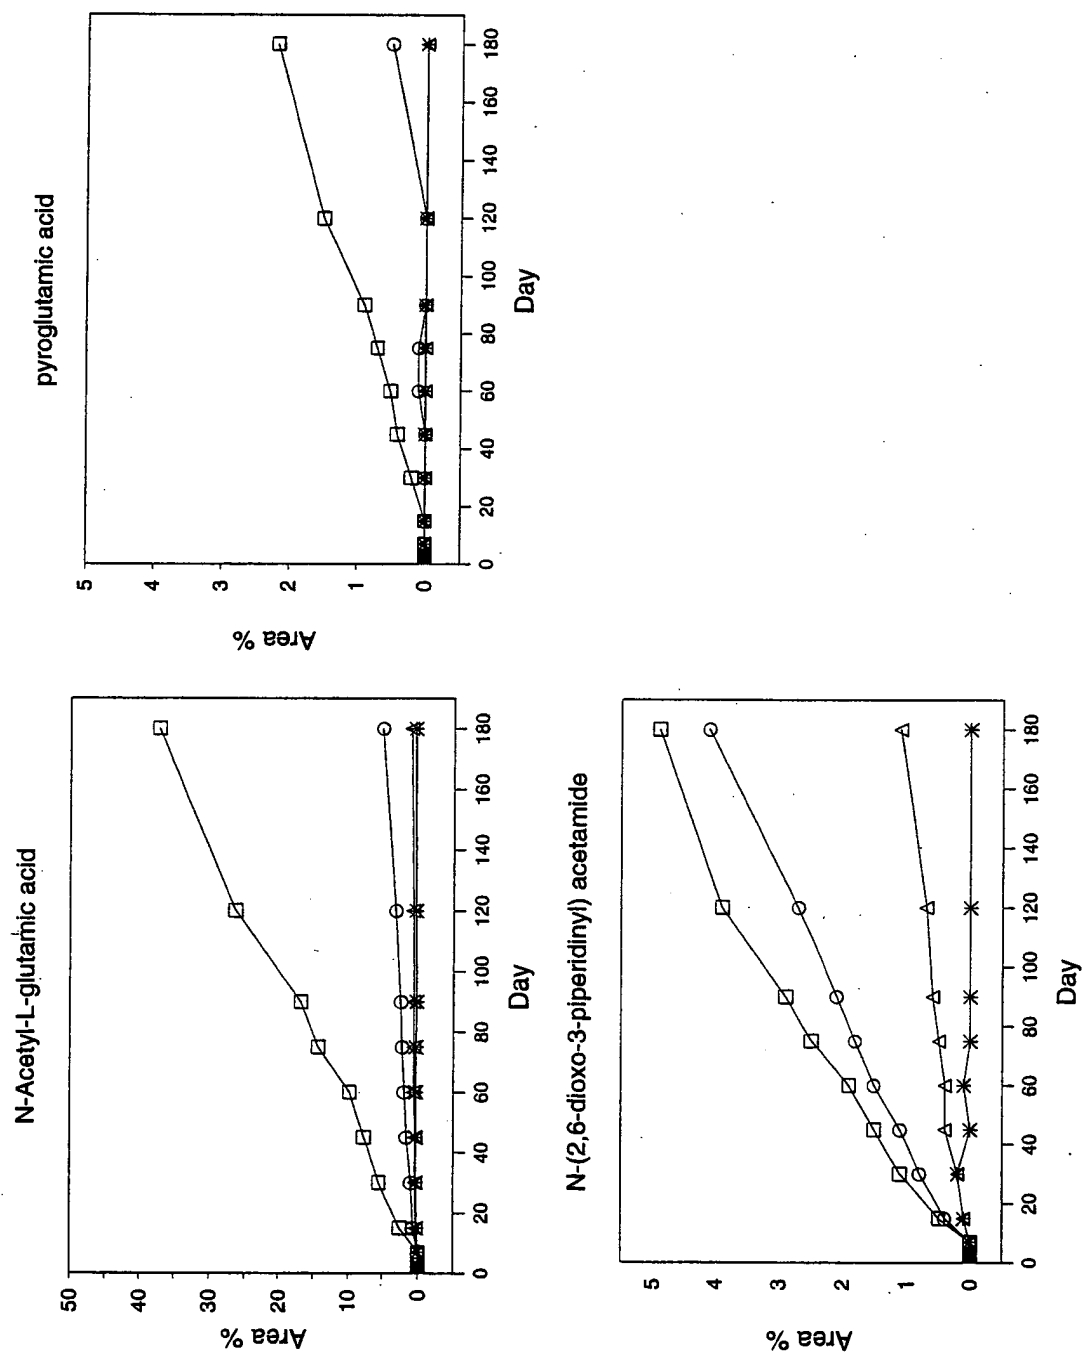 N-Acetyl-L-glutamic acid
Area %
50
40
30
20
10
0
0 20 40 60 80 100 120 140 160 180
Day
pyroglutamic acid
Area %
5
4
3
2
1
0
0 20 40 60 80 100 120 140 160 180
Day
N-(2,6-dioxo-3-piperidinyl) acetamide
Area %
5
4
3
2
1
0
0 20 40 60 80 100 120 140 160 180
Day